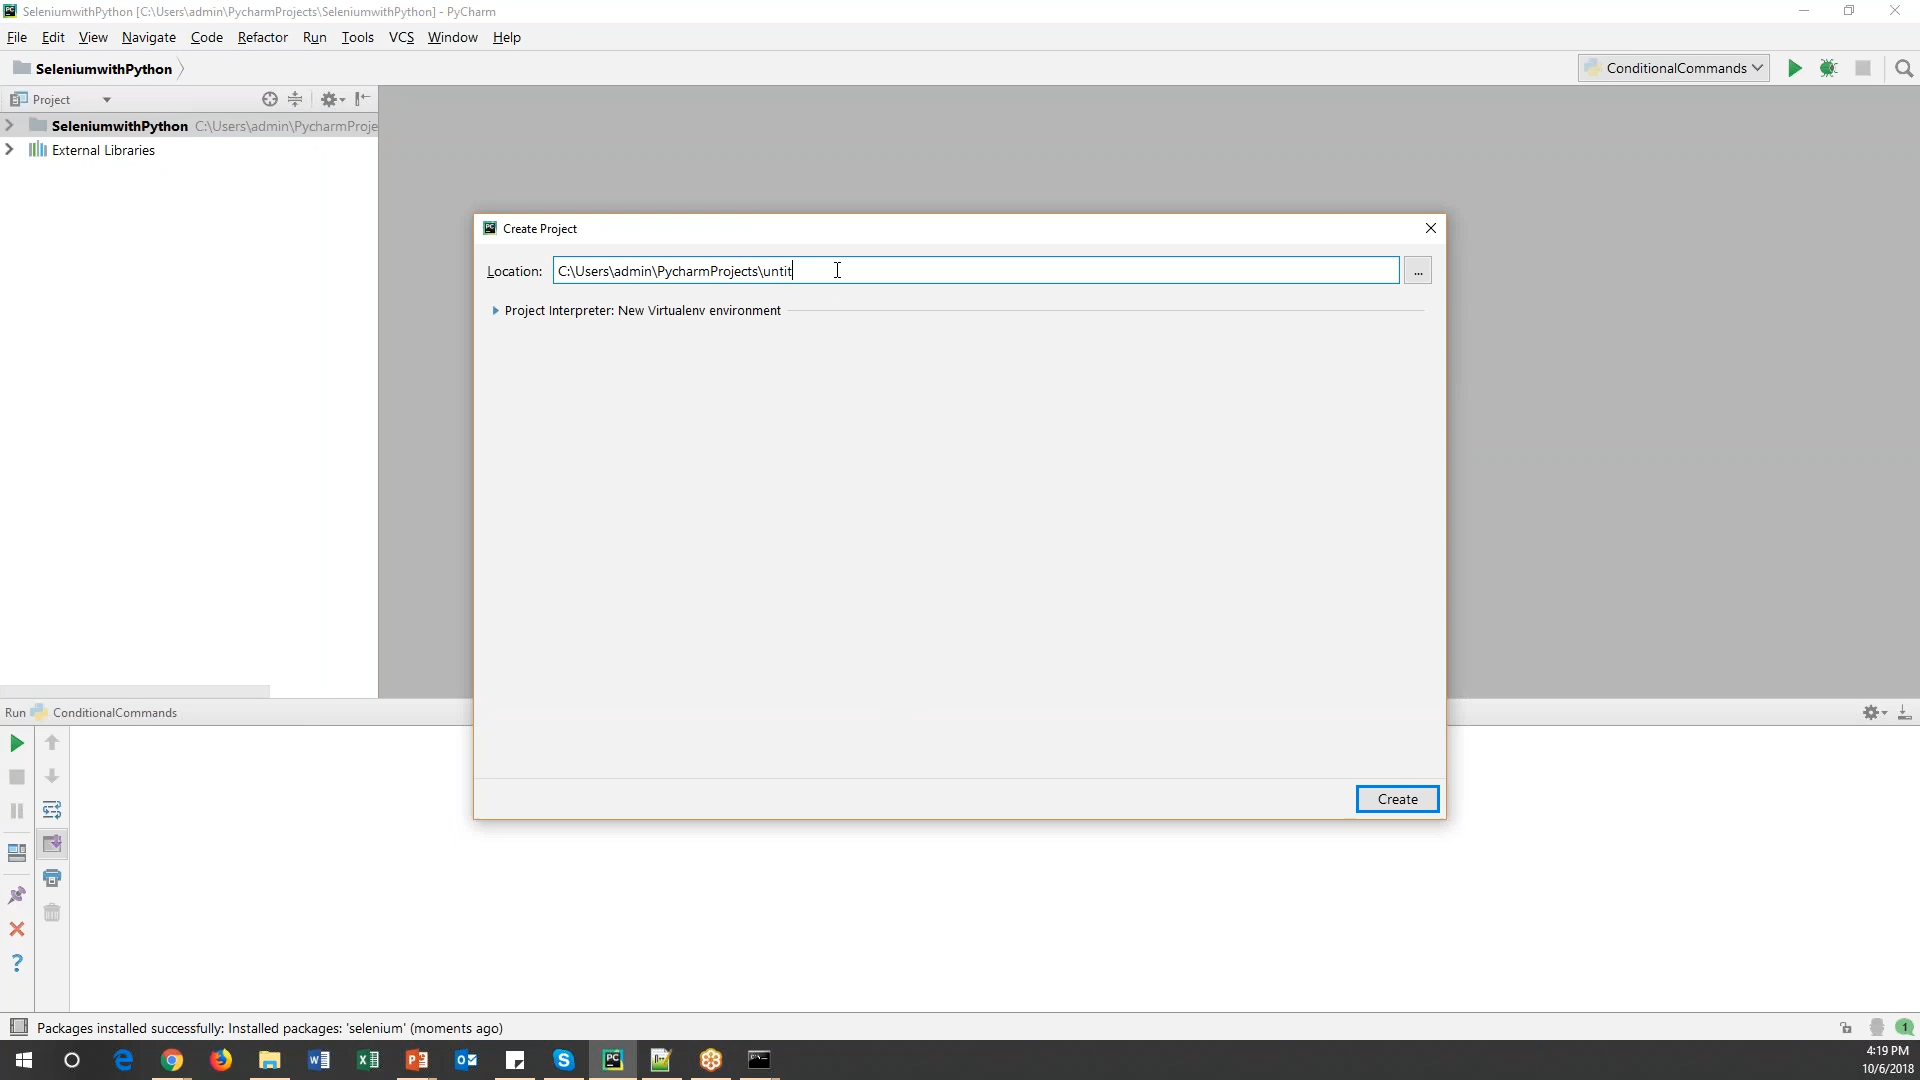 SeleniumwithPython [C:\Users\admin\PycharmProjects\SeleniumwithPython] - PyCharm
File Edit View Navigate Code Refactor Run Tools VCS Window Help
SeleniumwithPython
ConditionalCommands
Project
SeleniumwithPython C:\Users\admin\PycharmProje
External Libraries
Create Project
Location: C:\Users\admin\PycharmProjects\untit
...
Project Interpreter: New Virtualenv environment
Create
Run ConditionalCommands
Packages installed successfully: Installed packages: 'selenium' (moments ago)
1
4:19 PM
10/6/2018